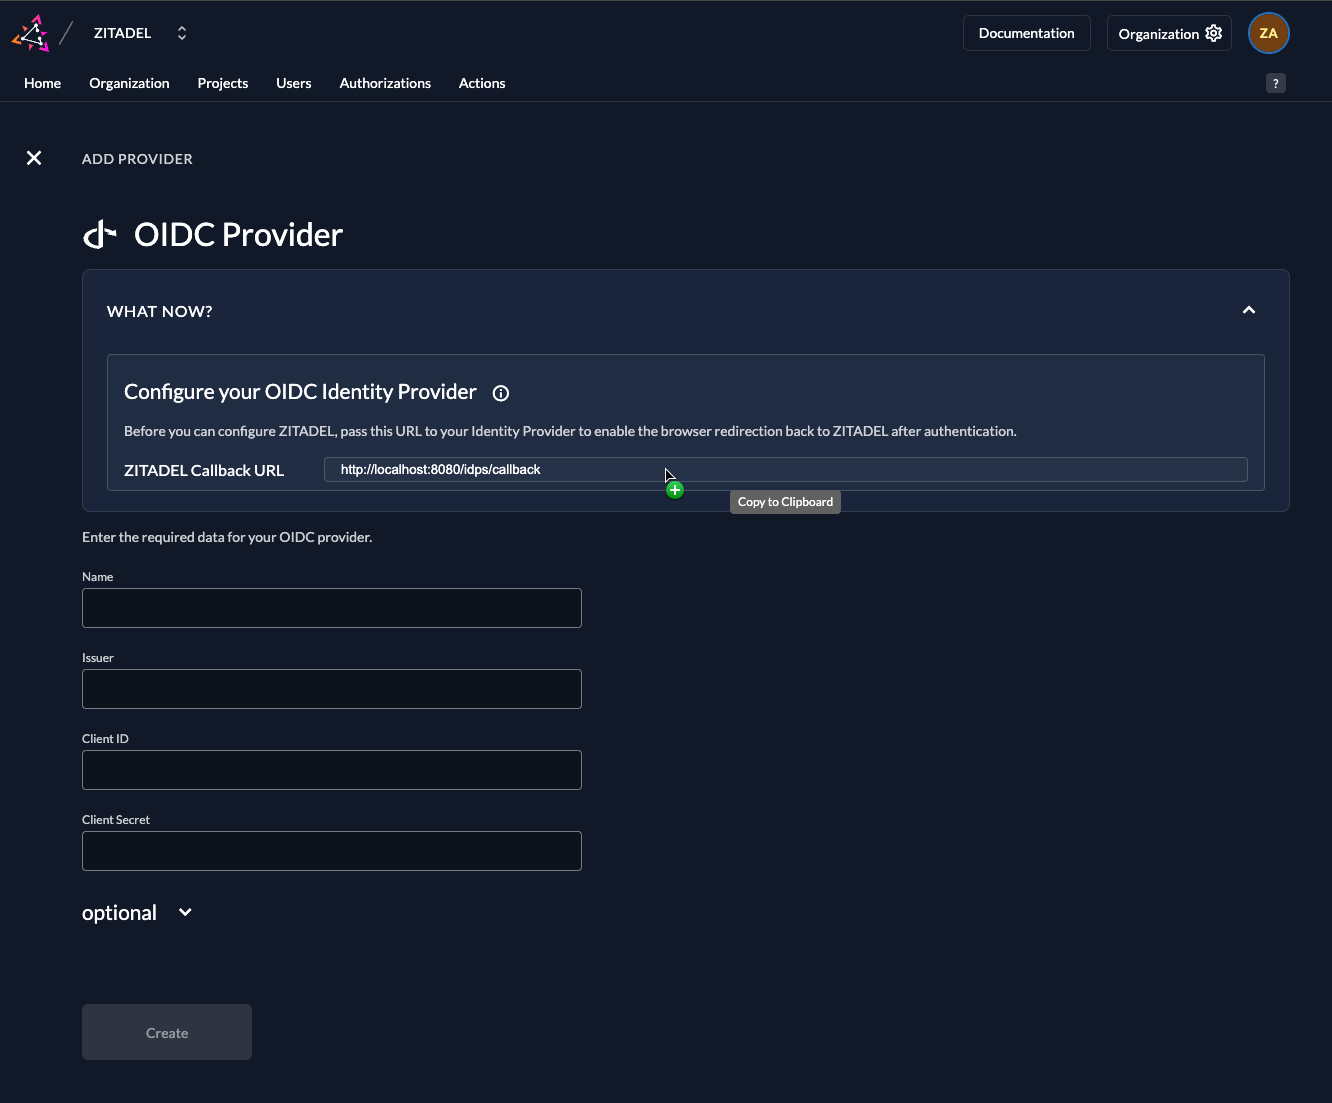 ZITADEL
Documentation
Organization
ZA
Home
Organization
Projects
Users
Authorizations
Actions
?
ADD PROVIDER
OIDC Provider
WHAT NOW?
Configure your OIDC Identity Provider
Before you can configure ZITADEL, pass this URL to your Identity Provider to enable the browser redirection back to ZITADEL after authentication.
ZITADEL Callback URL
http://localhost:8080/idps/callback
Copy to Clipboard
Enter the required data for your OIDC provider.
Name
Issuer
Client ID
Client Secret
optional
Create